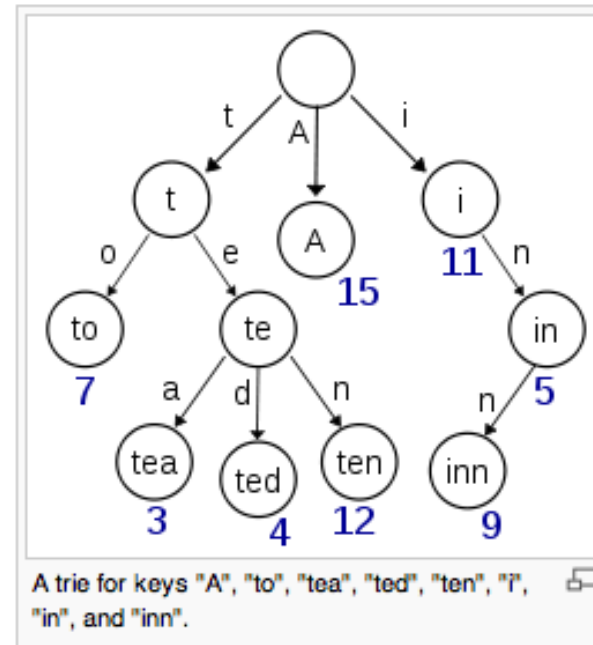 t A i
t A i
15 11
o e n
to te in
7 5
a d n n
tea ted ten inn
3 4 12 9
A trie for keys "A", "to", "tea", "ted", "ten", "i",
"in", and "inn".